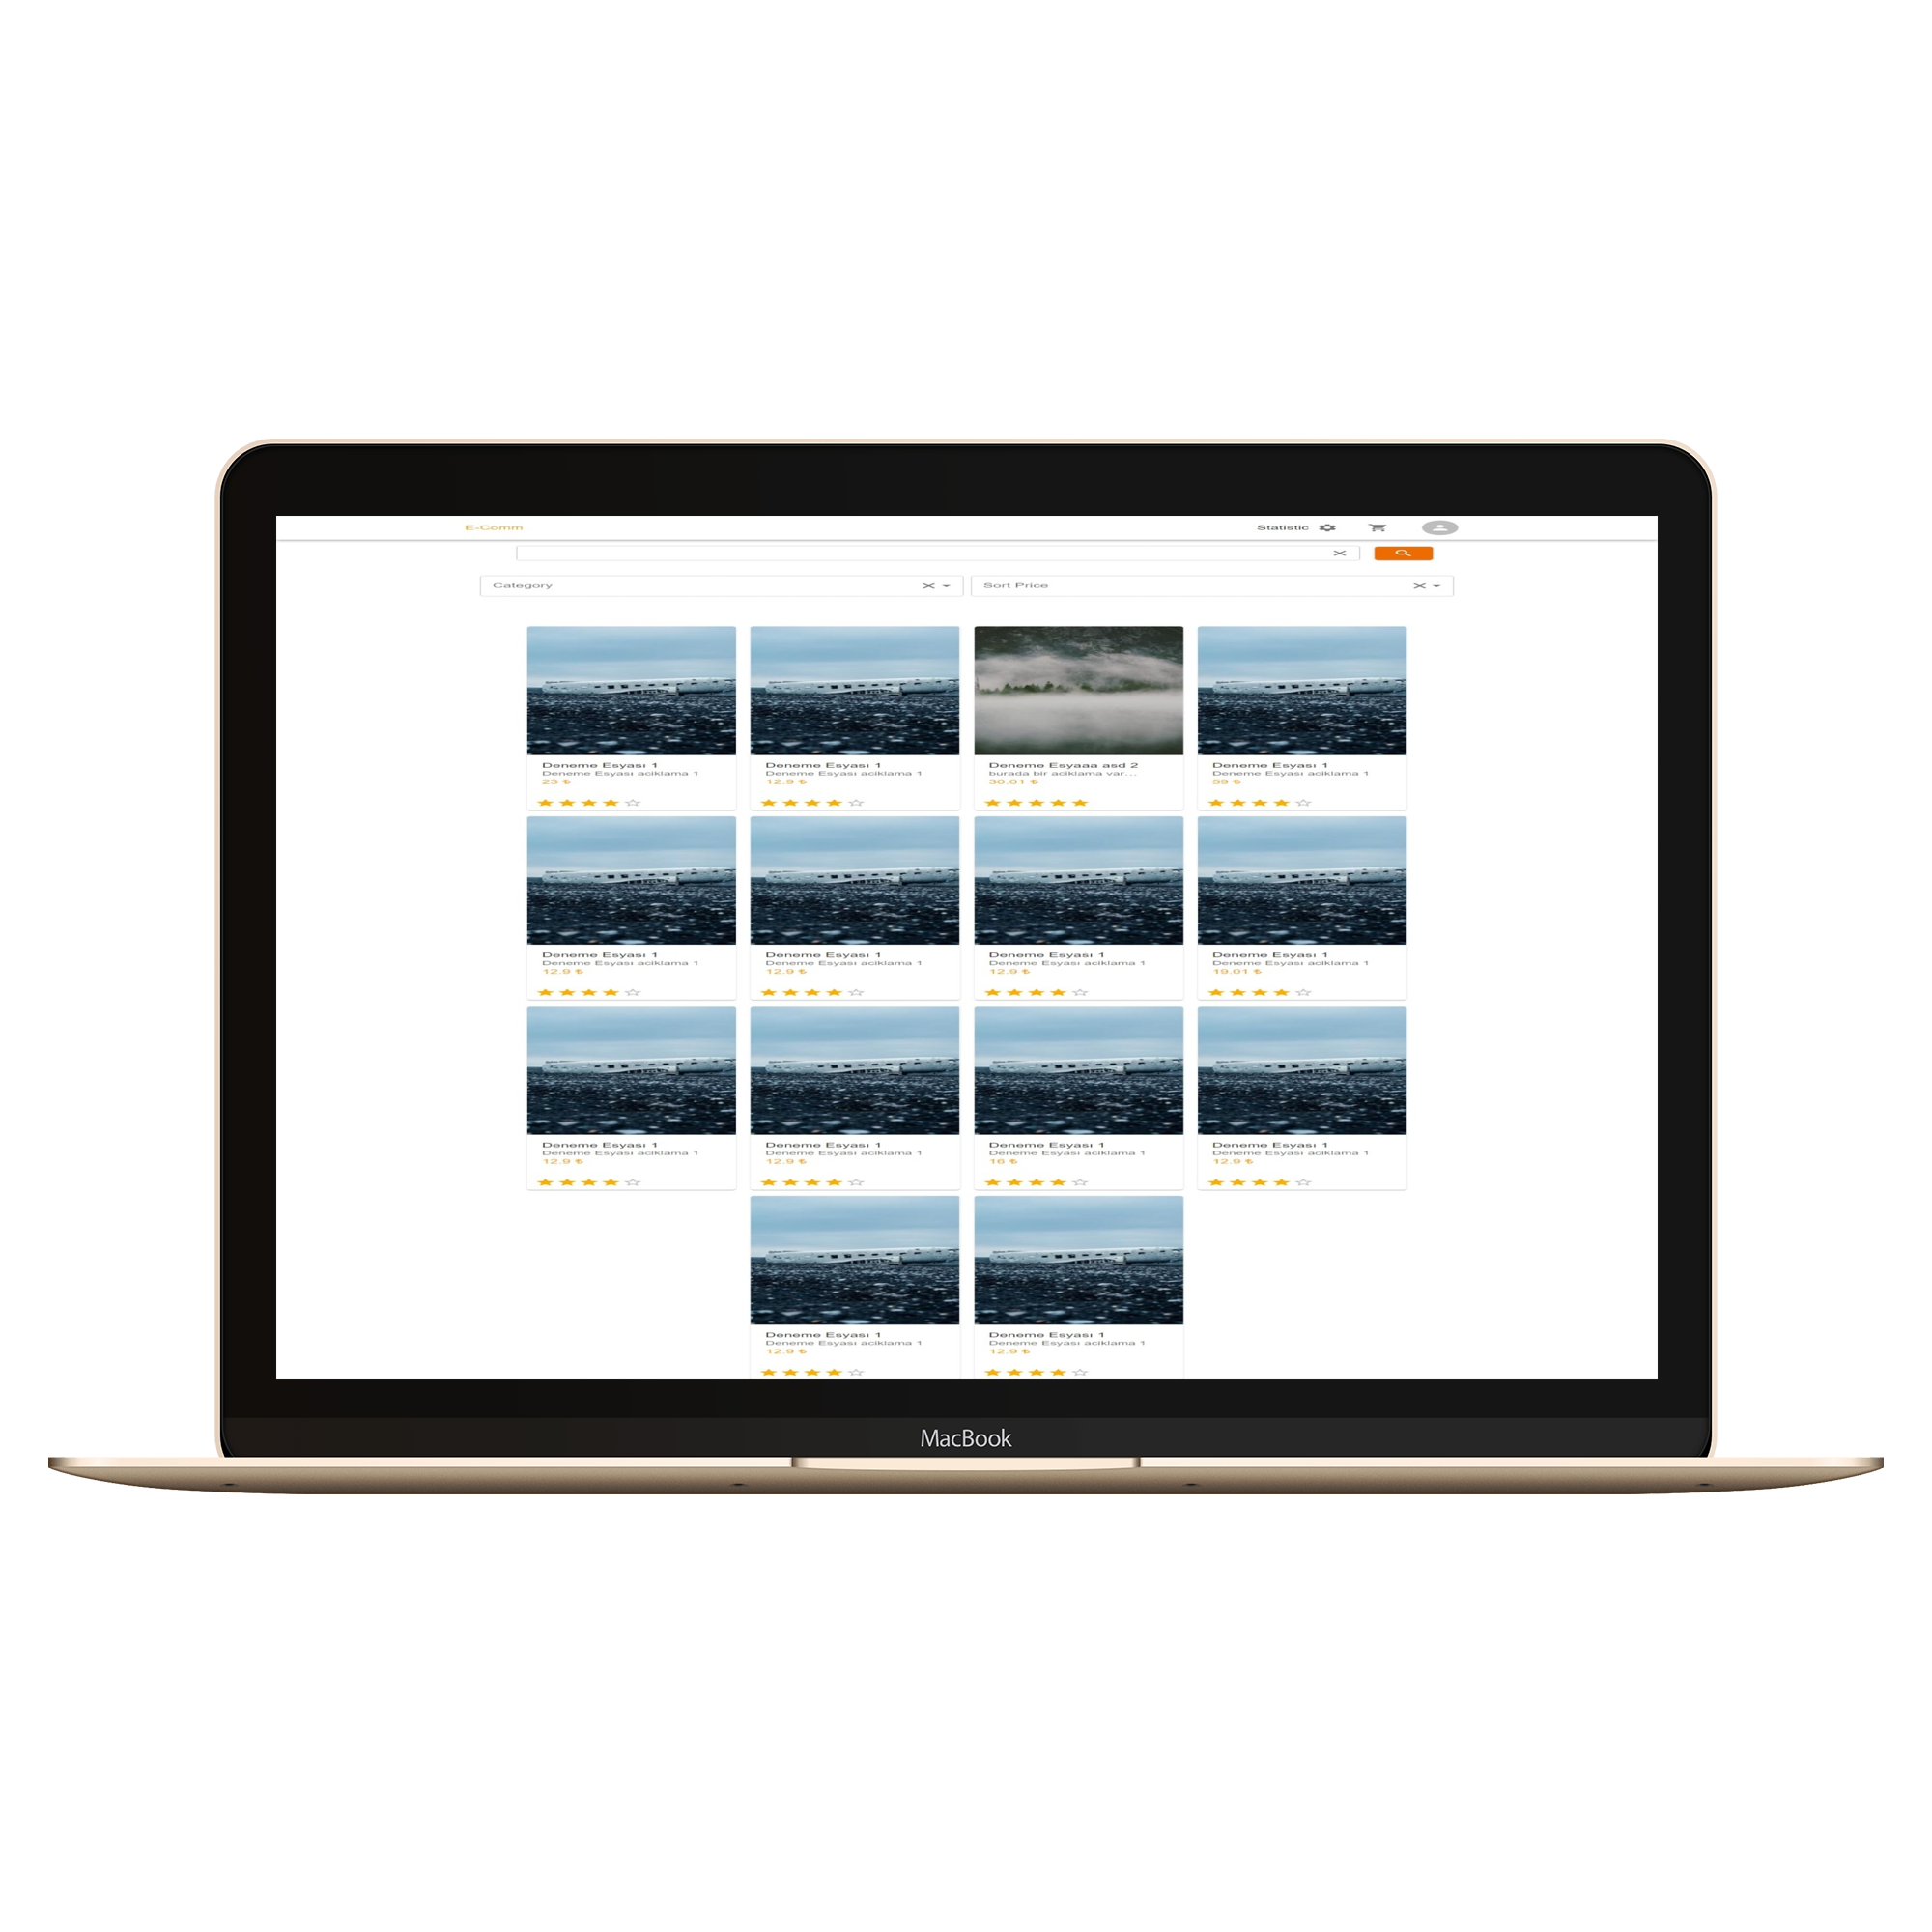 E-Comm
Statistic
Category
Sort Price
Deneme Esyası 1
Deneme Esyası aciklama 1
23 ₺
Deneme Esyası 1
Deneme Esyası aciklama 1
12.9 ₺
Deneme Esyaaa asd 2
burada bir aciklama var...
30.01 ₺
Deneme Esyası 1
Deneme Esyası aciklama 1
59 ₺
Deneme Esyası 1
Deneme Esyası aciklama 1
12.9 ₺
Deneme Esyası 1
Deneme Esyası aciklama 1
12.9 ₺
Deneme Esyası 1
Deneme Esyası aciklama 1
12.9 ₺
Deneme Esyası 1
Deneme Esyası aciklama 1
19.01 ₺
Deneme Esyası 1
Deneme Esyası aciklama 1
12.9 ₺
Deneme Esyası 1
Deneme Esyası aciklama 1
12.9 ₺
Deneme Esyası 1
Deneme Esyası aciklama 1
16 ₺
Deneme Esyası 1
Deneme Esyası aciklama 1
12.9 ₺
Deneme Esyası 1
Deneme Esyası aciklama 1
12.9 ₺
Deneme Esyası 1
Deneme Esyası aciklama 1
12.9 ₺
MacBook